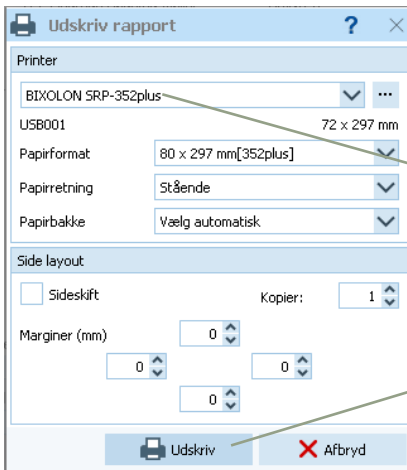 Udskriv rapport ?
Printer
BIXOLON SRP-352plus ...
USB001 72 x 297 mm
Papirformat 80 x 297 mm[352plus]
Papirretning Stående
Papirbakke Vælg automatisk
Side layout
Sideskift Kopier: 1
Marginer (mm) 0
0 0
0
Udskriv Afbryd